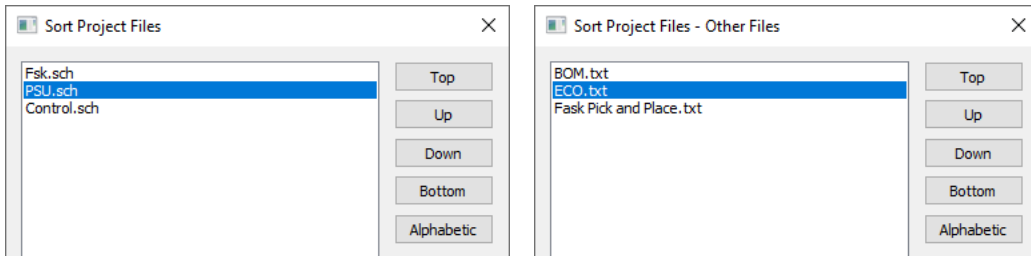 Sort Project Files
Fsk.sch
PSU.sch
Control.sch
Top
Up
Down
Bottom
Alphabetic
Sort Project Files - Other Files
BOM.txt
ECO.txt
Fask Pick and Place.txt
Top
Up
Down
Bottom
Alphabetic